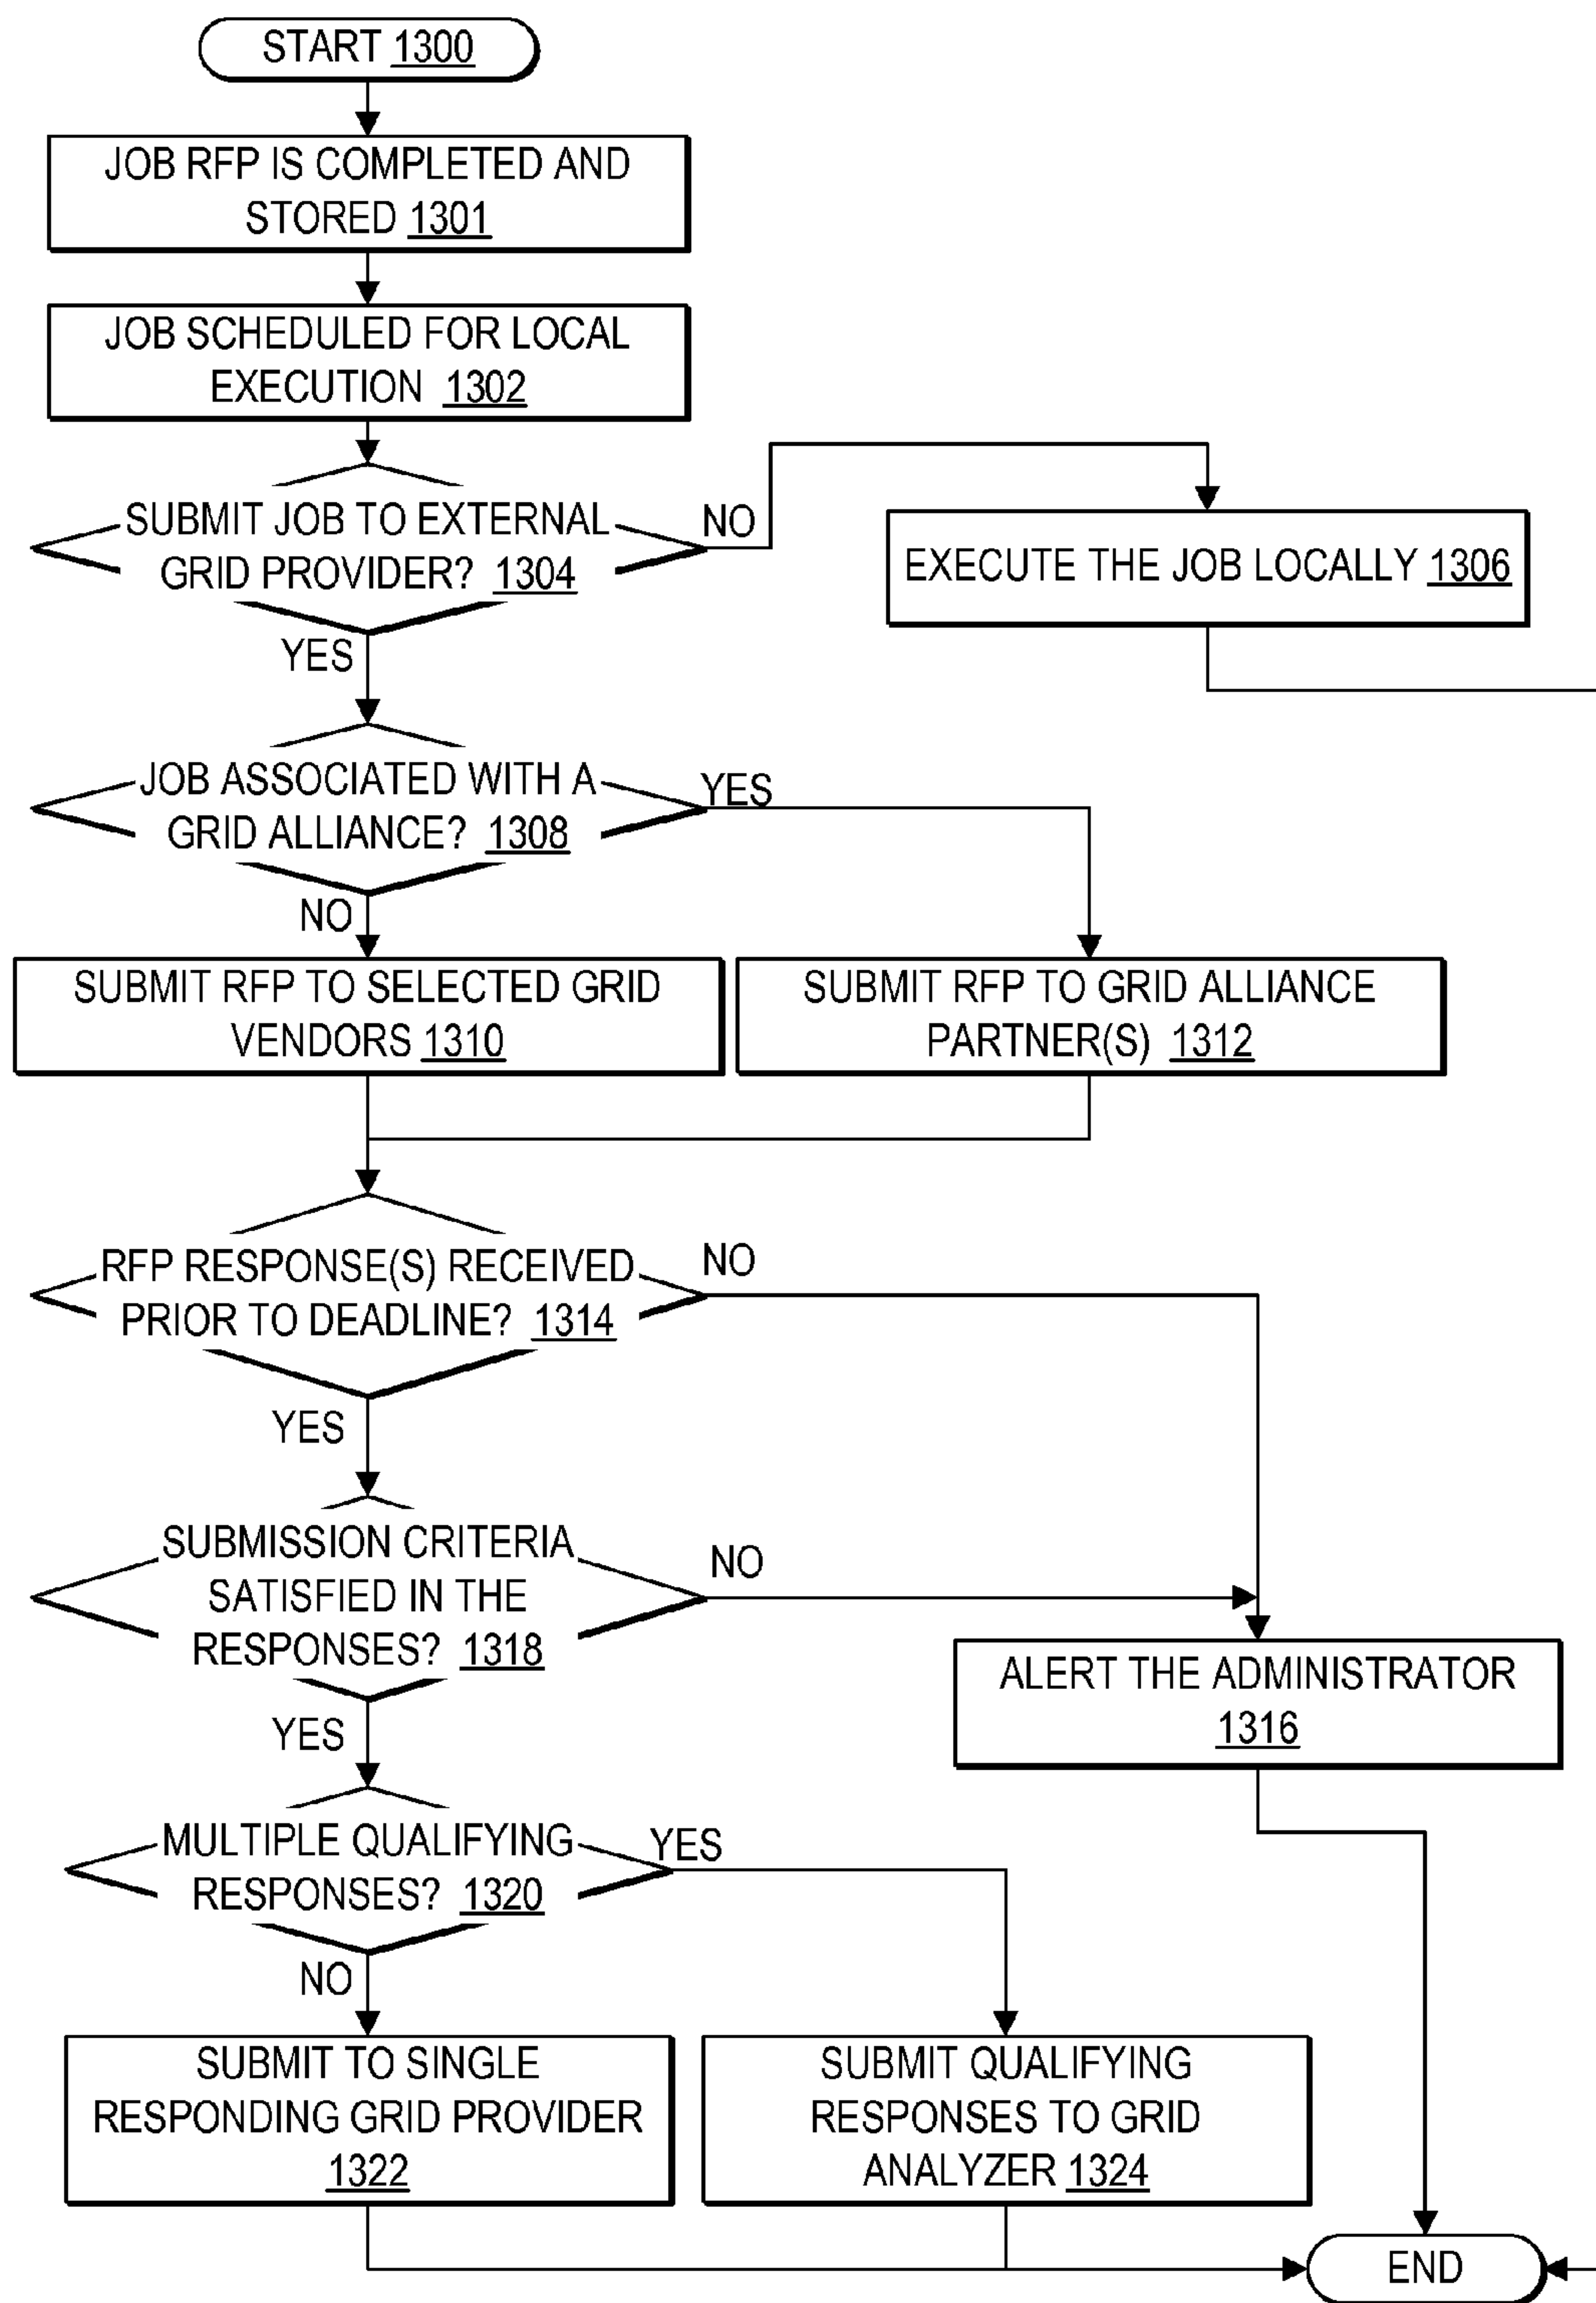 START 1300
JOB RFP IS COMPLETED AND
STORED 1301
JOB SCHEDULED FOR LOCAL
EXECUTION 1302
SUBMIT JOB TO EXTERNAL
GRID PROVIDER? 1304
NO
EXECUTE THE JOB LOCALLY 1306
YES
JOB ASSOCIATED WITH A
GRID ALLIANCE? 1308
YES
NO
SUBMIT RFP TO SELECTED GRID
VENDORS 1310
SUBMIT RFP TO GRID ALLIANCE
PARTNER(S) 1312
RFP RESPONSE(S) RECEIVED
PRIOR TO DEADLINE? 1314
NO
YES
SUBMISSION CRITERIA
SATISFIED IN THE
RESPONSES? 1318
NO
ALERT THE ADMINISTRATOR
1316
YES
MULTIPLE QUALIFYING
RESPONSES? 1320
YES
NO
SUBMIT TO SINGLE
RESPONDING GRID PROVIDER
1322
SUBMIT QUALIFYING
RESPONSES TO GRID
ANALYZER 1324
END